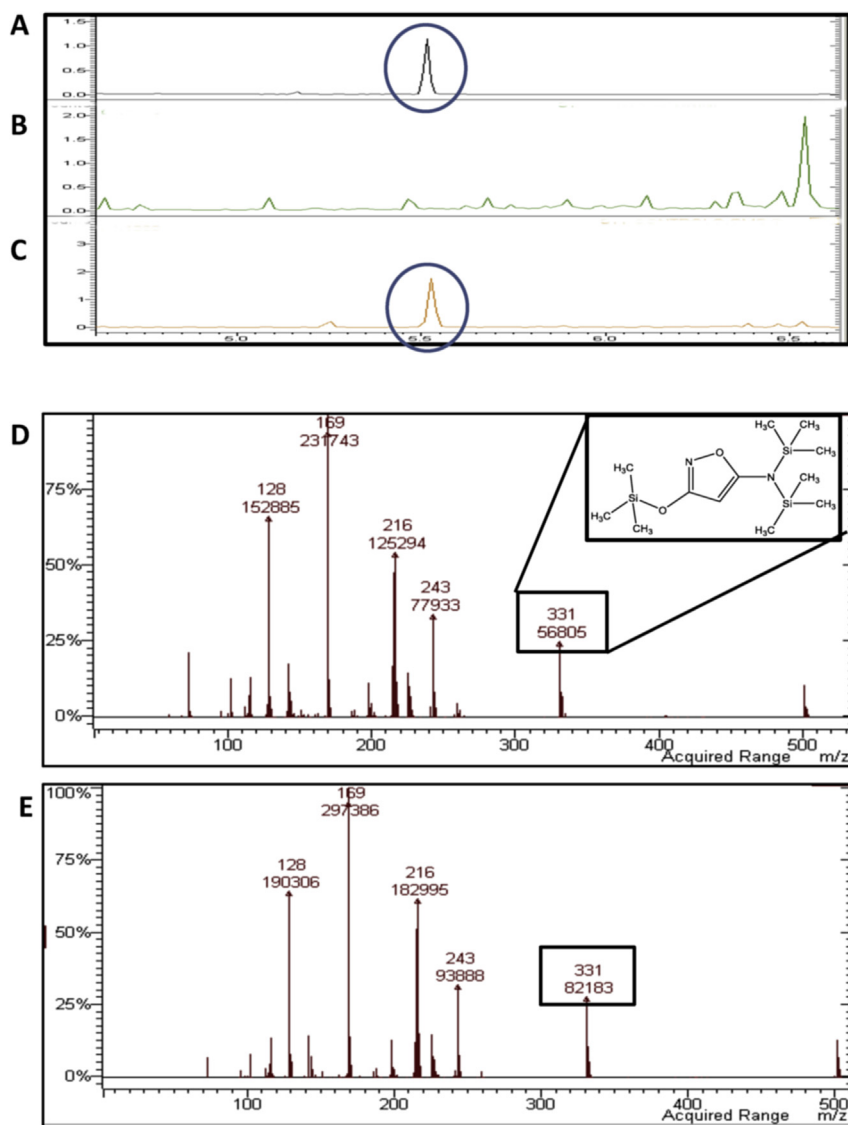 A
1.5
1.0
0.5
0.0
B
2.0
1.5
1.0
0.5
0.0
C
3
2
1
0
5.0
5.5
6.0
6.5
D
169
231743
128
152885
216
125294
243
77933
331
56805
75%
50%
25%
0%
100
200
300
400
500
Acquired Range m/z
H3C
CH3
CH3
Si
CH3
N
O
N
CH3
CH3
Si
H3C
Si
H3C
O
CH3
H3C
E
100%
75%
50%
25%
0%
169
297386
128
190306
216
182995
243
93888
331
82183
100
200
300
400
500
Acquired Range m/z